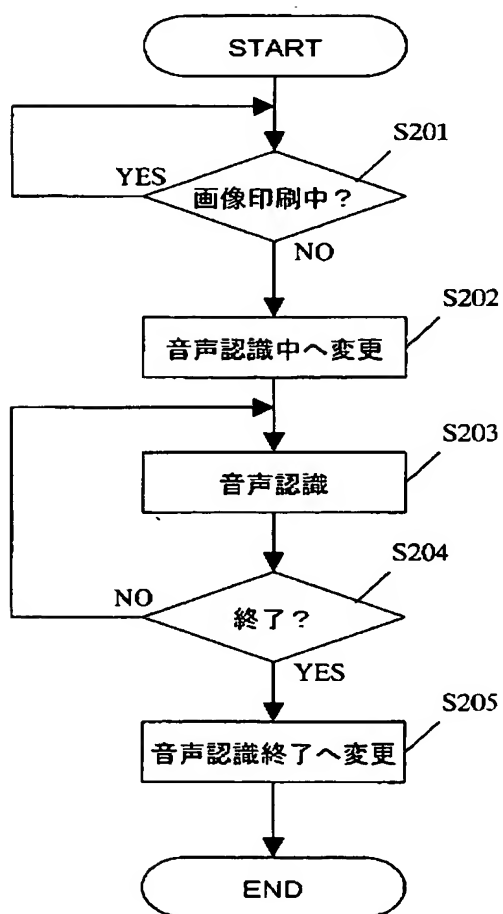 START
S201
YES
画像印刷中？
NO
S202
音声認識中へ変更
S203
音声認識
S204
NO
終了？
YES
S205
音声認識終了へ変更
END